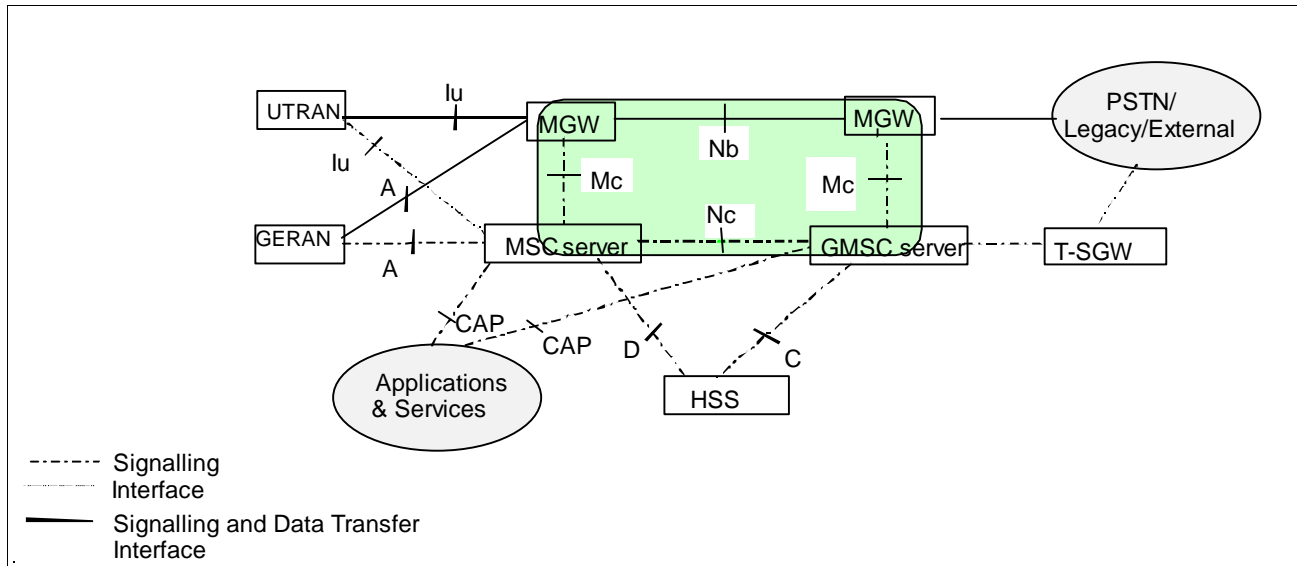 Iu
PSTN/
Legacy/External
UTRAN
MGW
MGW
Nb
Iu
A
Mc
Mc
Nc
GERAN
MSC server
GMSC server
T-SGW
A
CAP
CAP
D
C
Applications
& Services
HSS
Signalling
Interface
Signalling and Data Transfer
Interface